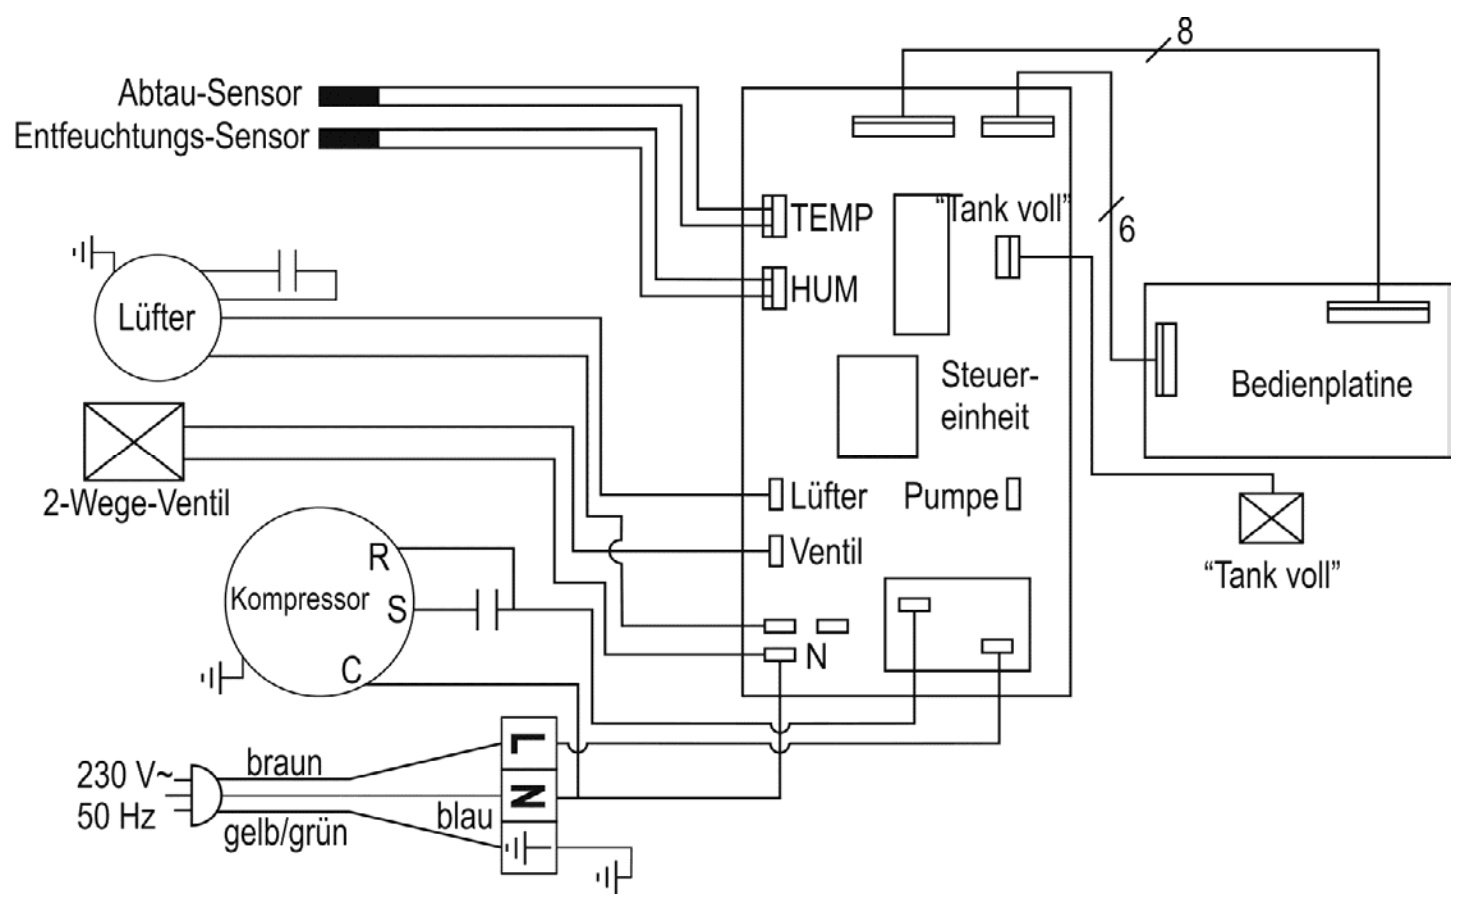 8
Abtau-Sensor
Entfeuchtungs-Sensor
TEMP
“Tank voll”
6
HUM
Lüfter
Steuer-
einheit
Bedienplatine
2-Wege-Ventil
Lüfter
Pumpe
Ventil
“Tank voll”
R
Kompressor
S
C
N
L
braun
230 V~
N
50 Hz
blau
gelb/grün